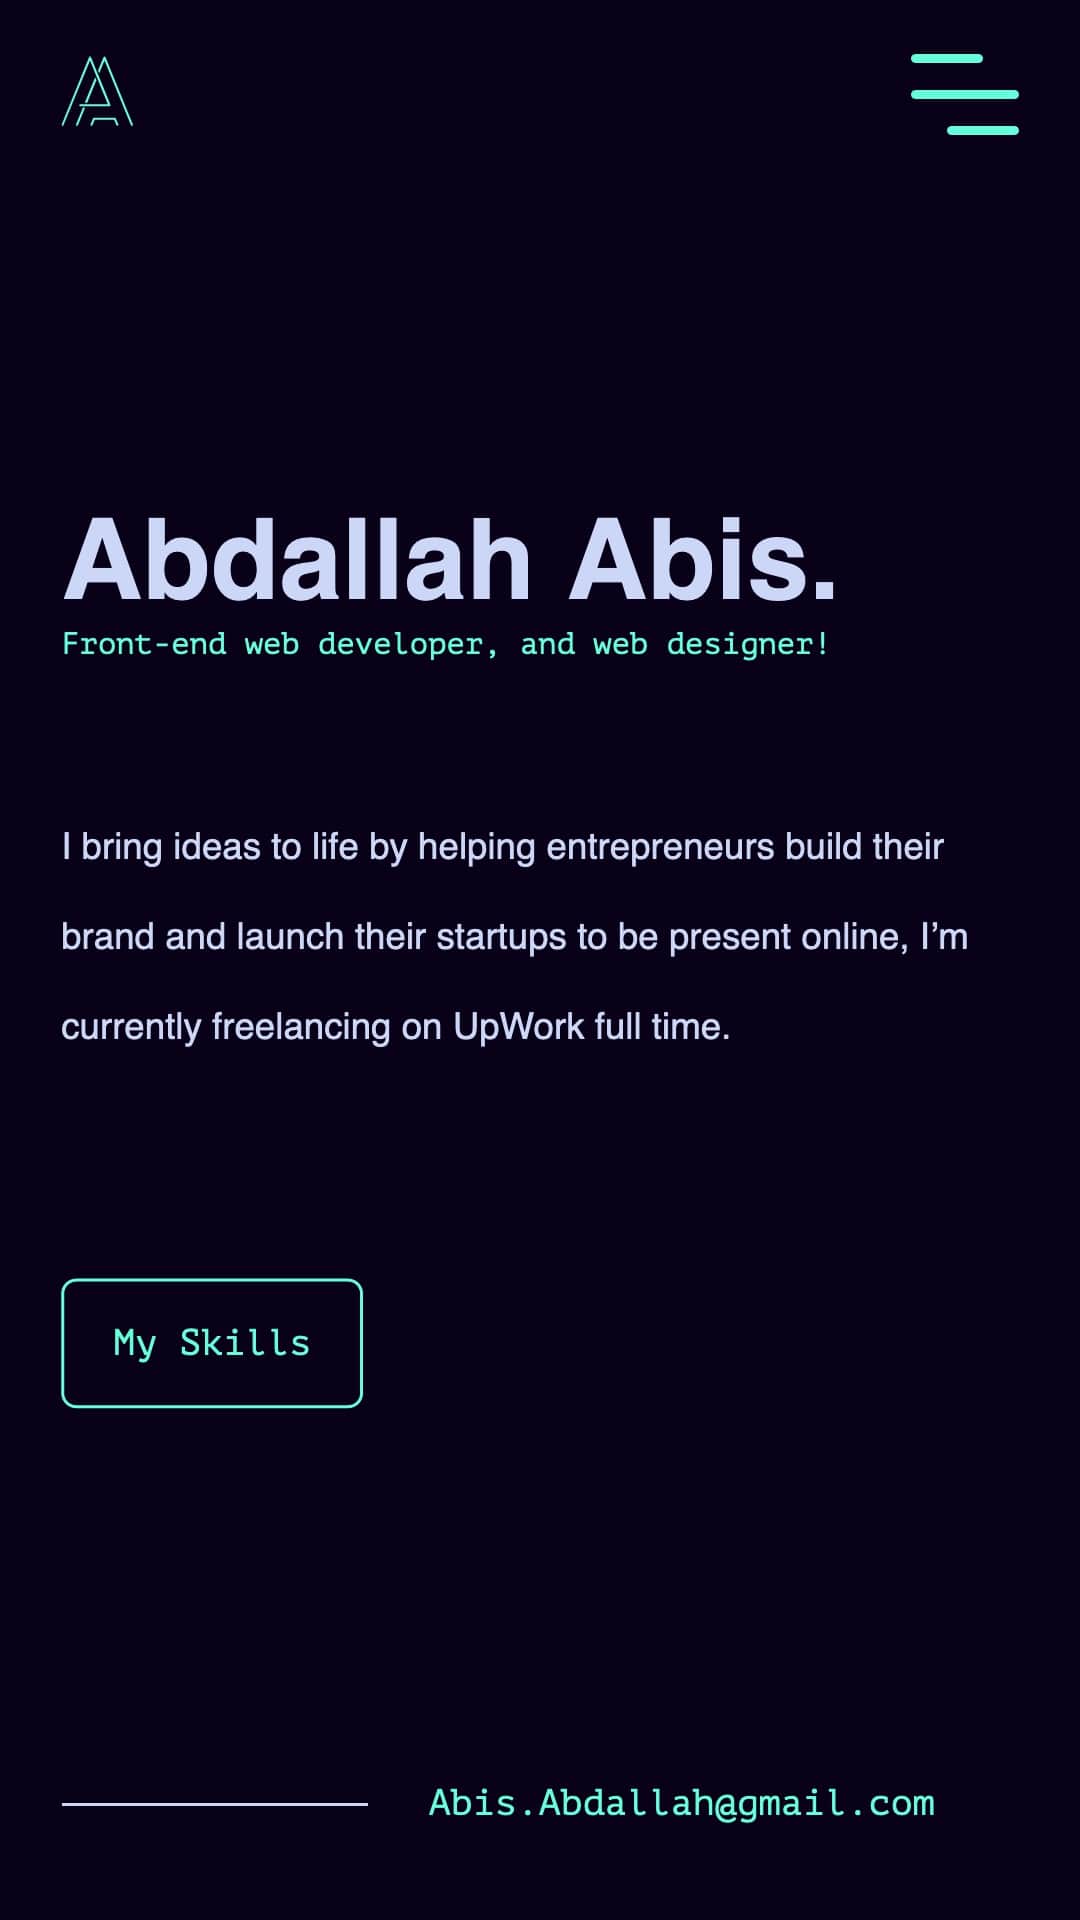 Abdallah Abis.
Front-end web developer, and web designer!
I bring ideas to life by helping entrepreneurs build their
brand and launch their startups to be present online, I’m
currently freelancing on UpWork full time.
My Skills
Abis.Abdallah@gmail.com